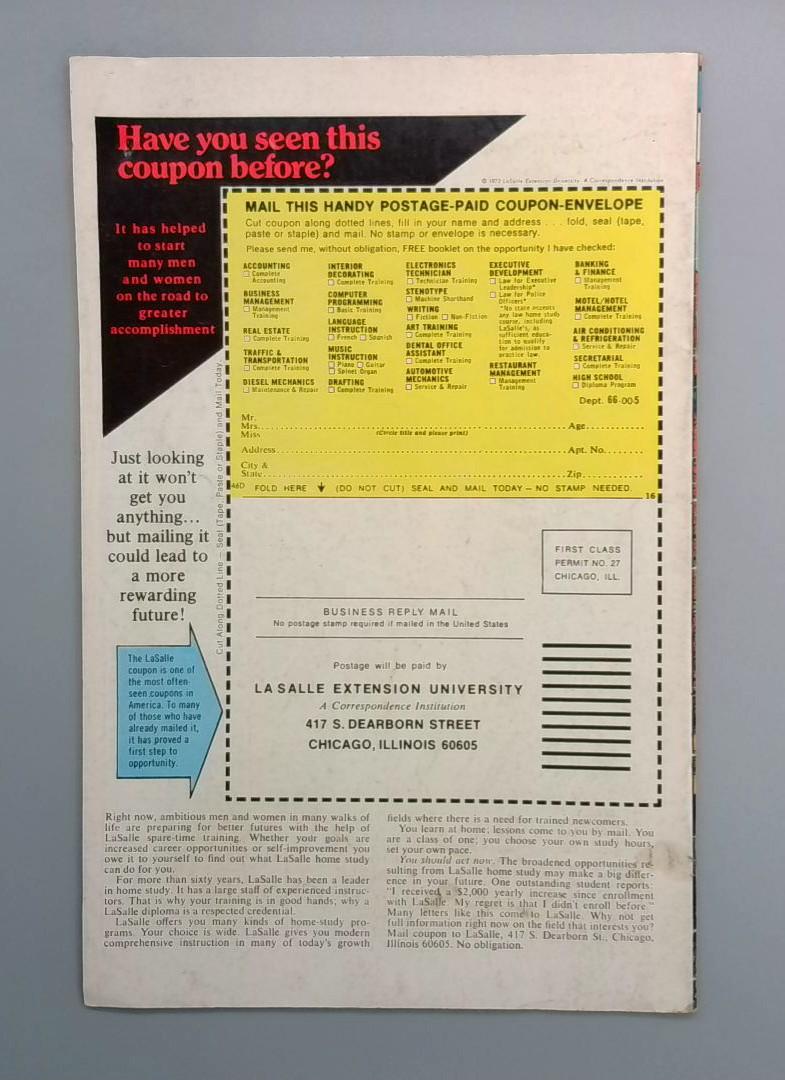 Have you seen this
coupon before?
© 1972 LaSalle Extension University A Correspondence Institution
It has helped
to start
many men
and women
on the road to
greater
accomplishment
MAIL THIS HANDY POSTAGE-PAID COUPON-ENVELOPE
Cut coupon along dotted lines, fill in your name and address . . . fold, seal (tape,
paste or staple) and mail. No stamp or envelope is necessary.
Please send me, without obligation, FREE booklet on the opportunity I have checked:
ACCOUNTING
Complete
Accounting
BUSINESS
MANAGEMENT
Management
Training
REAL ESTATE
Complete Training
TRAFFIC &
TRANSPORTATION
Complete Training
DIESEL MECHANICS
Maintenance & Repair
INTERIOR
DECORATING
Complete Training
COMPUTER
PROGRAMMING
Basic Training
LANGUAGE
INSTRUCTION
French Spanish
MUSIC
INSTRUCTION
Piano Guitar
Spinet Organ
DRAFTING
Complete Training
ELECTRONICS
TECHNICIAN
Technician Training
STENOTYPE
Machine Shorthand
WRITING
Fiction Non-Fiction
ART TRAINING
Complete Training
DENTAL OFFICE
ASSISTANT
Complete Training
AUTOMOTIVE
MECHANICS
Service & Repair
EXECUTIVE
DEVELOPMENT
Law for Executive
Leadership*
Law for Police
Officers*
*No state accepts
any law home study
course, including
LaSalle's, as
sufficient educa-
tion to qualify
for admission to
practice law.
RESTAURANT
MANAGEMENT
Management
Training
BANKING
& FINANCE
Management
Training
MOTEL/HOTEL
MANAGEMENT
Complete Training
AIR CONDITIONING
& REFRIGERATION
Service & Repair
SECRETARIAL
Complete Training
HIGH SCHOOL
Diploma Program
Dept. 66-005
Mr.
Mrs. Age
Miss (Circle title and please print)
Address Apt. No.
City &
State Zip
46D FOLD HERE (DO NOT CUT) SEAL AND MAIL TODAY – NO STAMP NEEDED. 16
Cut Along Dotted Line — Seal (Tape, Paste or Staple) and Mail Today.
Just looking
at it won't
get you
anything...
but mailing it
could lead to
a more
rewarding
future!
The LaSalle
coupon is one of
the most often-
seen coupons in
America. To many
of those who have
already mailed it,
it has proved a
first step to
opportunity.
FIRST CLASS
PERMIT NO. 27
CHICAGO, ILL.
BUSINESS REPLY MAIL
No postage stamp required if mailed in the United States
Postage will be paid by
LA SALLE EXTENSION UNIVERSITY
A Correspondence Institution
417 S. DEARBORN STREET
CHICAGO, ILLINOIS 60605
Right now, ambitious men and women in many walks of
life are preparing for better futures with the help of
LaSalle spare-time training. Whether your goals are
increased career opportunities or self-improvement you
owe it to yourself to find out what LaSalle home study
can do for you.
For more than sixty years, LaSalle has been a leader
in home study. It has a large staff of experienced instruc-
tors. That is why your training is in good hands; why a
LaSalle diploma is a respected credential.
LaSalle offers you many kinds of home-study pro-
grams. Your choice is wide. LaSalle gives you modern
comprehensive instruction in many of today's growth
fields where there is a need for trained newcomers.
You learn at home; lessons come to you by mail. You
are a class of one; you choose your own study hours,
set your own pace.
You should act now. The broadened opportunities re-
sulting from LaSalle home study may make a big differ-
ence in your future. One outstanding student reports:
"I received a $2,000 yearly increase since enrollment
with LaSalle. My regret is that I didn't enroll before."
Many letters like this come to LaSalle. Why not get
full information right now on the field that interests you?
Mail coupon to LaSalle, 417 S. Dearborn St., Chicago,
Illinois 60605. No obligation.